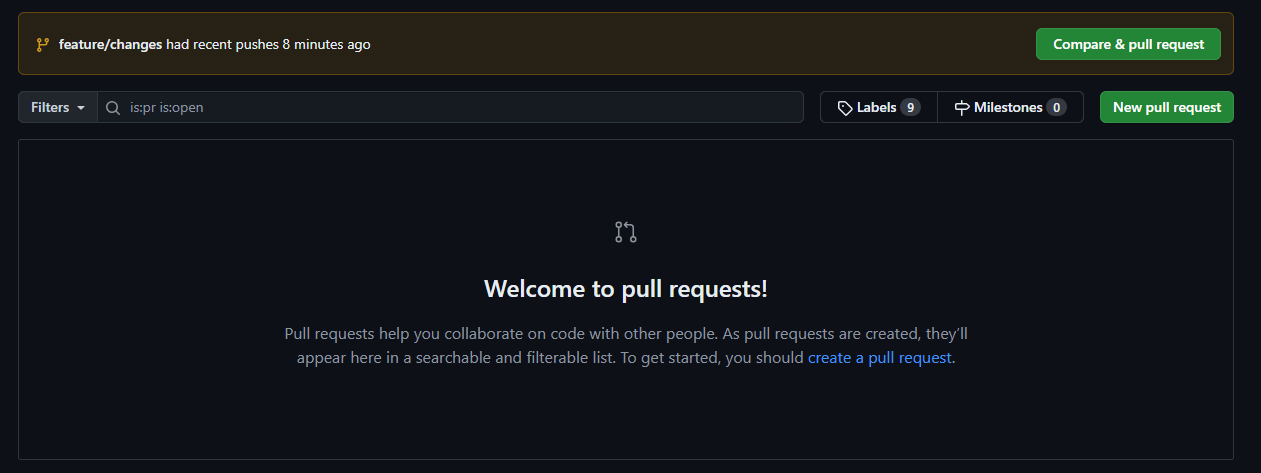 feature/changes had recent pushes 8 minutes ago
Compare & pull request
Filters
is:pr is:open
Labels 9
Milestones 0
New pull request
Welcome to pull requests!
Pull requests help you collaborate on code with other people. As pull requests are created, they’ll
appear here in a searchable and filterable list. To get started, you should create a pull request.